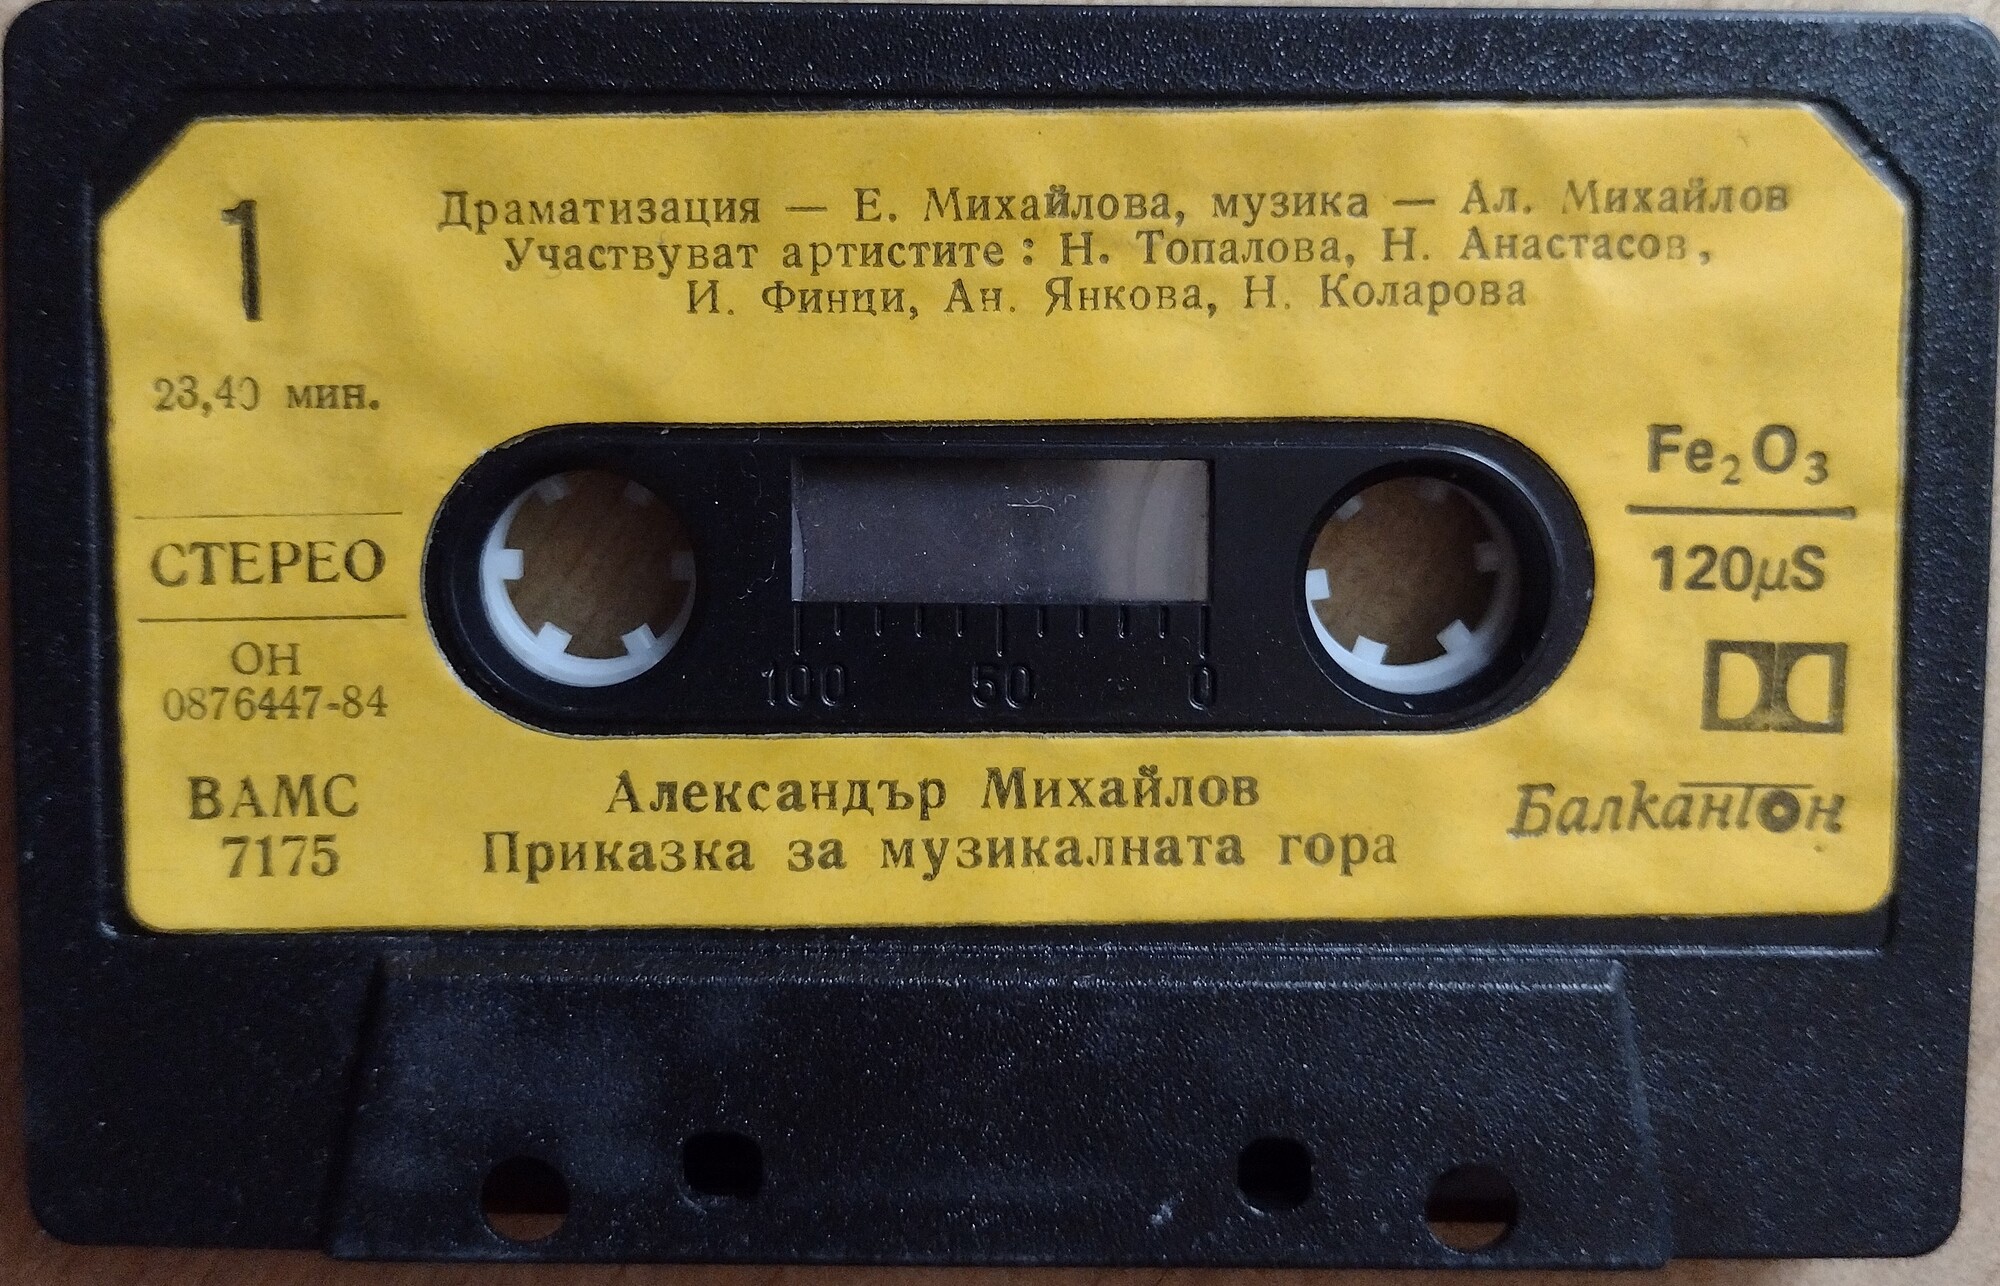 1
Драматизация — Е. Михайлова, музика — Ал. Михайлов
Участвуват артистите : Н. Топалова, Н. Анастасов,
И. Финци, Ан. Янкова, Н. Коларова
23,40 мин.
СТЕРЕО
ОН
0876447-84
ВАМС
7175
100 50 0
Fe₂O₃
120µS
Балкантон
Александър Михайлов
Приказка за музикалната гора